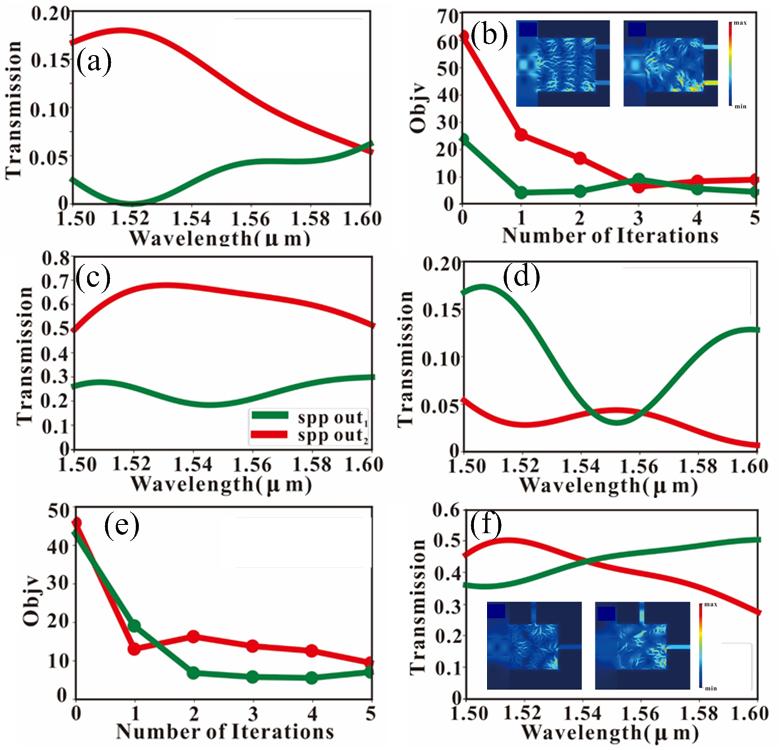 (a)
Transmission
0.20
0.15
0.10
0.05
0
1.50 1.52 1.54 1.56 1.58 1.60
Wavelength(μm)
(b)
Objv
70
60
50
40
30
20
10
0
max
min
0 1 2 3 4 5
Number of Iterations
(c)
Transmission
0.8
0.7
0.6
0.5
0.4
0.3
0.2
0.1
0
spp out₁
spp out₂
1.50 1.52 1.54 1.56 1.58 1.60
Wavelength(μm)
(d)
Transmission
0.20
0.15
0.10
0.05
0
1.50 1.52 1.54 1.56 1.58 1.60
Wavelength(μm)
(e)
Objv
50
40
30
20
10
0
0 1 2 3 4 5
Number of Iterations
(f)
Transmission
0.6
0.5
0.4
0.3
0.2
0.1
0
max
min
1.50 1.52 1.54 1.56 1.58 1.60
Wavelength(μm)